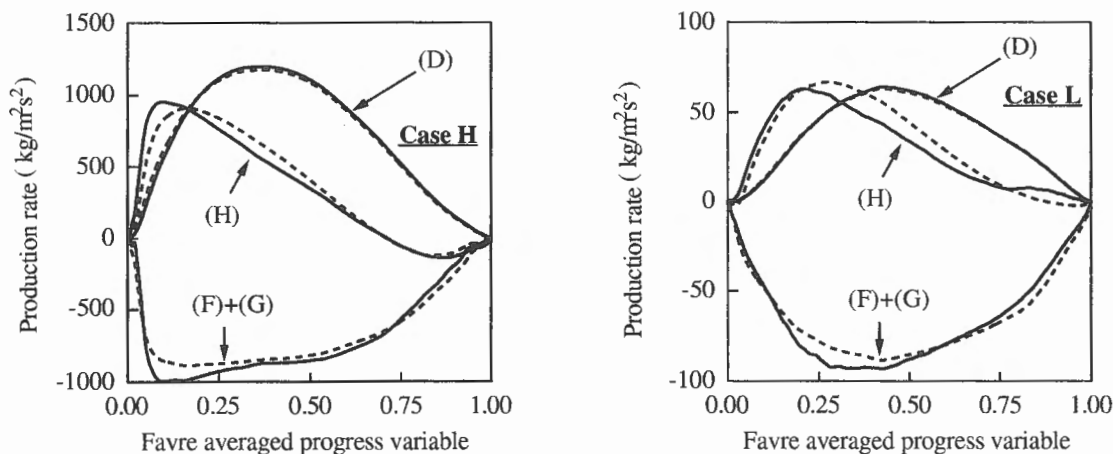 1500
1000
500
0
-500
-1000
0.00 0.25 0.50 0.75 1.00
Production rate ( kg/m²s²)
Favre averaged progress variable
(D)
Case H
(H)
(F)+(G)
100
50
0
-50
-100
0.00 0.25 0.50 0.75 1.00
Production rate ( kg/m²s²)
Favre averaged progress variable
(D)
Case L
(H)
(F)+(G)